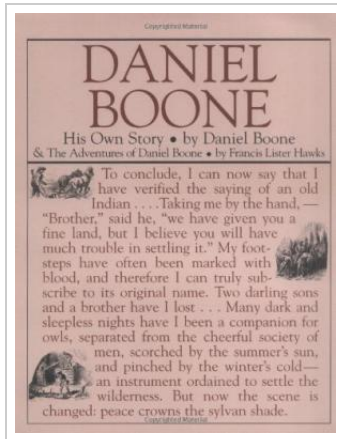 Copyrighted Material
DANIEL
BOONE
His Own Story • by Daniel Boone
& The Adventures of Daniel Boone • by Francis Lister Hawks
To conclude, I can now say that I
have verified the saying of an old
Indian . . . . Taking me by the hand, —
“Brother,” said he, “we have given you a
fine land, but I believe you will have
much trouble in settling it.” My foot-
steps have often been marked with
blood, and therefore I can truly sub-
scribe to its original name. Two darling sons
and a brother have I lost . . . Many dark and
sleepless nights have I been a companion for
owls, separated from the cheerful society of
men, scorched by the summer's sun,
and pinched by the winter's cold—
an instrument ordained to settle the
wilderness. But now the scene is
changed: peace crowns the sylvan shade.
Copyrighted Material